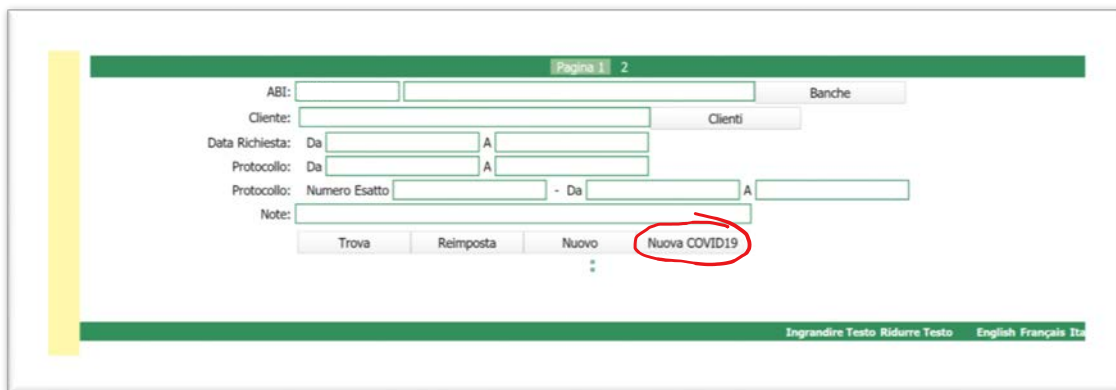 Pagina 1 2
ABI: Banche
Cliente: Clienti
Data Richiesta: Da A
Protocollo: Da A
Protocollo: Numero Esatto - Da A
Note:
Trova Reimposta Nuovo Nuova COVID19
:
Ingrandire Testo Ridurre Testo English Français Ita